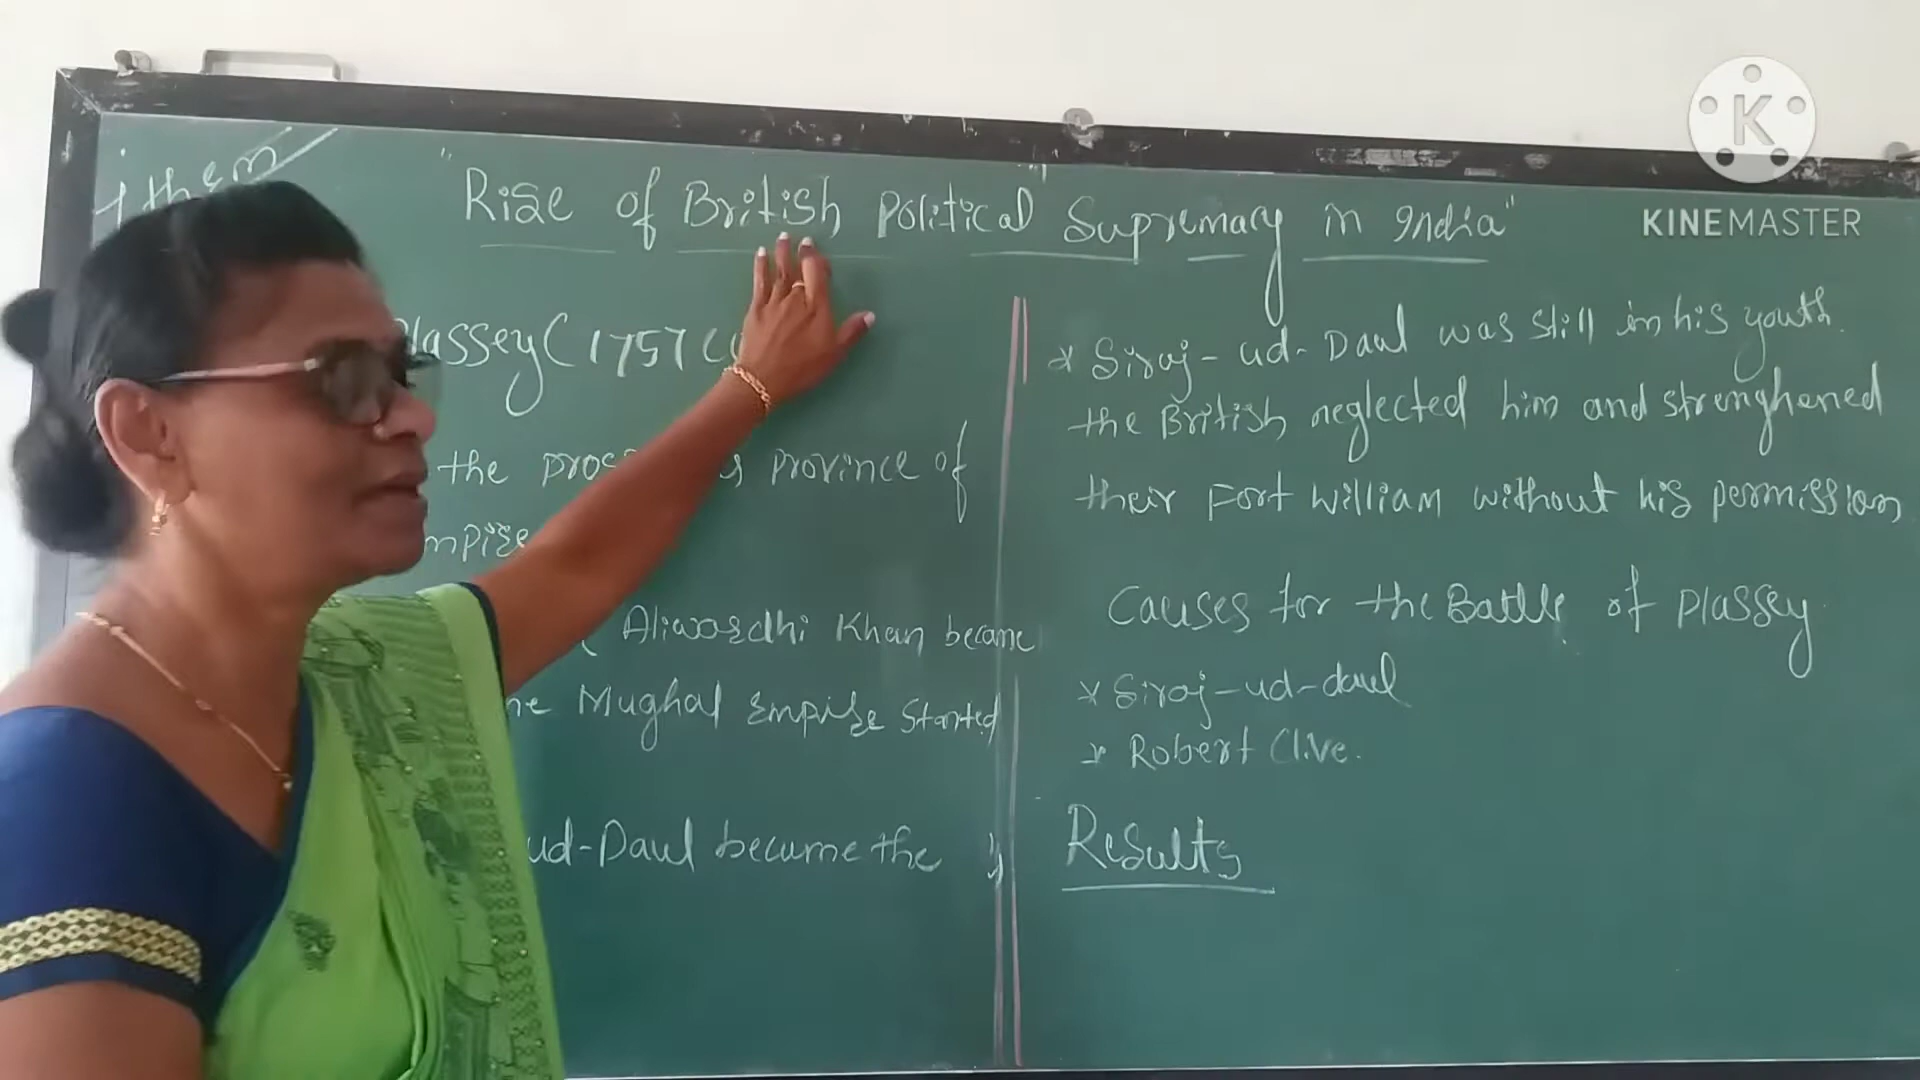 "Rise of British Political Supremacy in India"
Plassey (1757
the province of
Empire
Aliwardhi Khan became
Mughal Empire started
ud-Daul became the
* Siraj-ud-Daul was still in his youth.
the British neglected him and strenghened
their Fort William without his permission
Causes for the Battle of Plassey
* Siraj-ud-daul
* Robert Clive.
Results
K
KINEMASTER